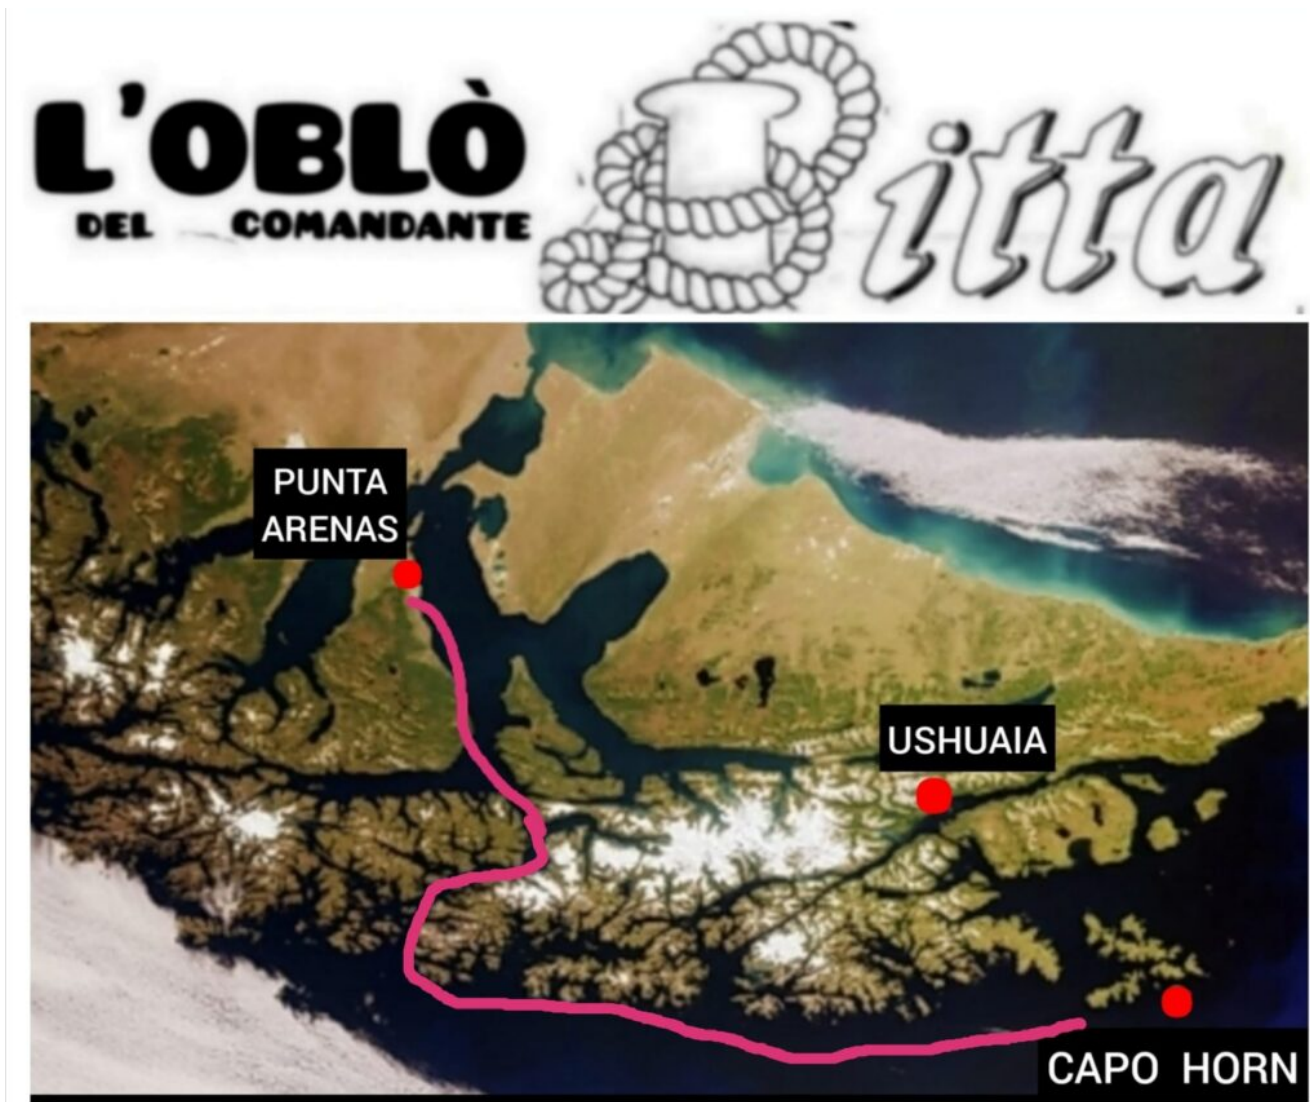 L'OBLÒ
DEL COMANDANTE
Bitta
PUNTA
ARENAS
USHUAIA
CAPO HORN